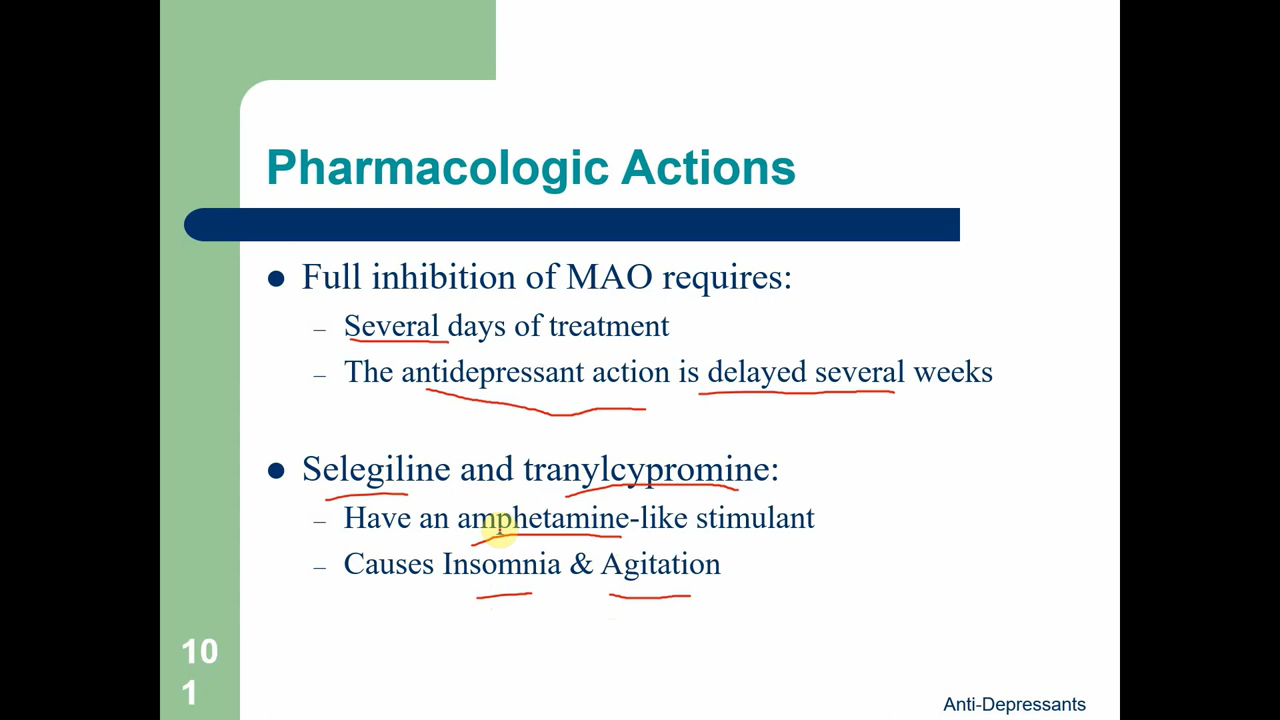 Pharmacologic Actions
● Full inhibition of MAO requires:
– Several days of treatment
– The antidepressant action is delayed several weeks
● Selegiline and tranylcypromine:
– Have an amphetamine-like stimulant
– Causes Insomnia & Agitation
10
1
Anti-Depressants